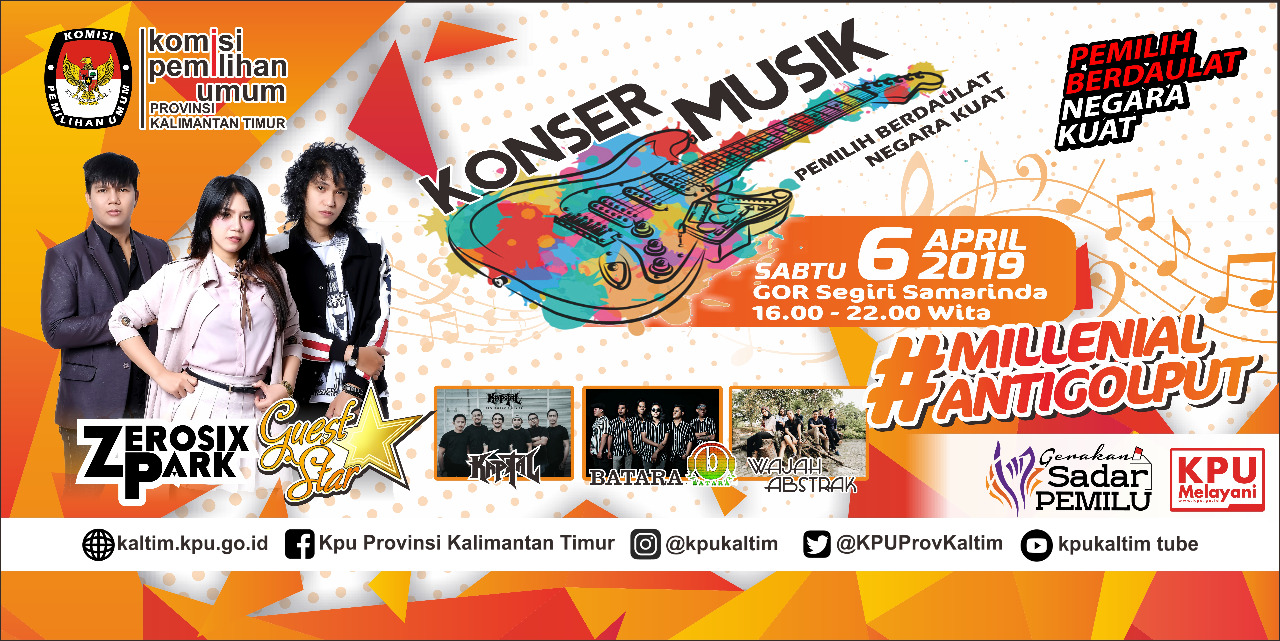 KOMISI
PEMILIHAN UMUM
komisi
pemilihan
umum
PROVINSI
KALIMANTAN TIMUR
KONSER MUSIK
PEMILIH BERDAULAT
NEGARA KUAT
PEMILIH
BERDAULAT
NEGARA
KUAT
SABTU 6 APRIL 2019
GOR Segiri Samarinda
16.00 - 22.00 Wita
#MILLENIAL
ANTIGOLPUT
ZEROSIX
PARK
Guest
Star
KAPITAL
KAPITAL
BATARA
b
BATARA
WAJAH
ABSTRAK
Gerakan
Sadar
PEMILU
KPU
Melayani
kaltim.kpu.go.id
Kpu Provinsi Kalimantan Timur
@kpukaltim
@KPUProvKaltim
kpukaltim tube